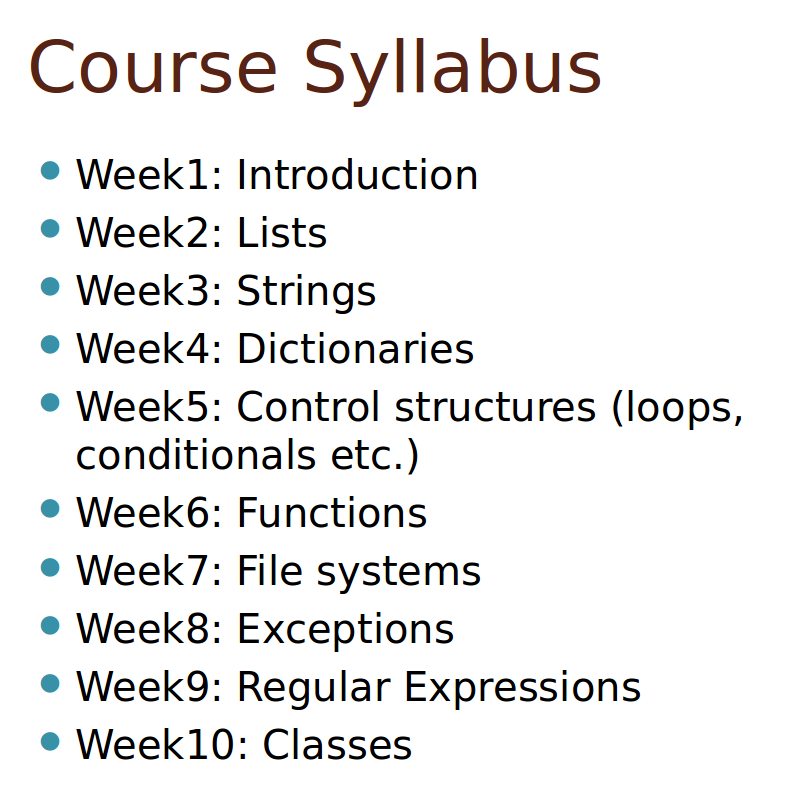 Course Syllabus
Week1: Introduction
Week2: Lists
Week3: Strings
Week4: Dictionaries
Week5: Control structures (loops,
conditionals etc.)
Week6: Functions
Week7: File systems
Week8: Exceptions
Week9: Regular Expressions
Week10: Classes